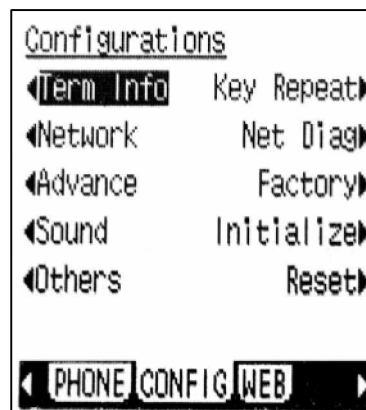 Configurations
Term Info Key Repeat
Network Net Diag
Advance Factory
Sound Initialize
Others Reset
PHONE CONFIG WEB